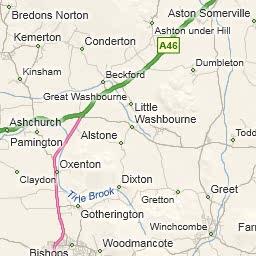 Bredons Norton
Aston Somerville
Kemerton
Conderton
Ashton under Hill
A46
Kinsham
Beckford
Dumbleton
Great Washbourne
Little
Washbourne
Ashchurch
Pamington
Alstone
Todd
Oxenton
Claydon
Tirle Brook
Dixton
Gretton
Greet
Gotherington
Winchcombe
Far
Bishops
Woodmancote